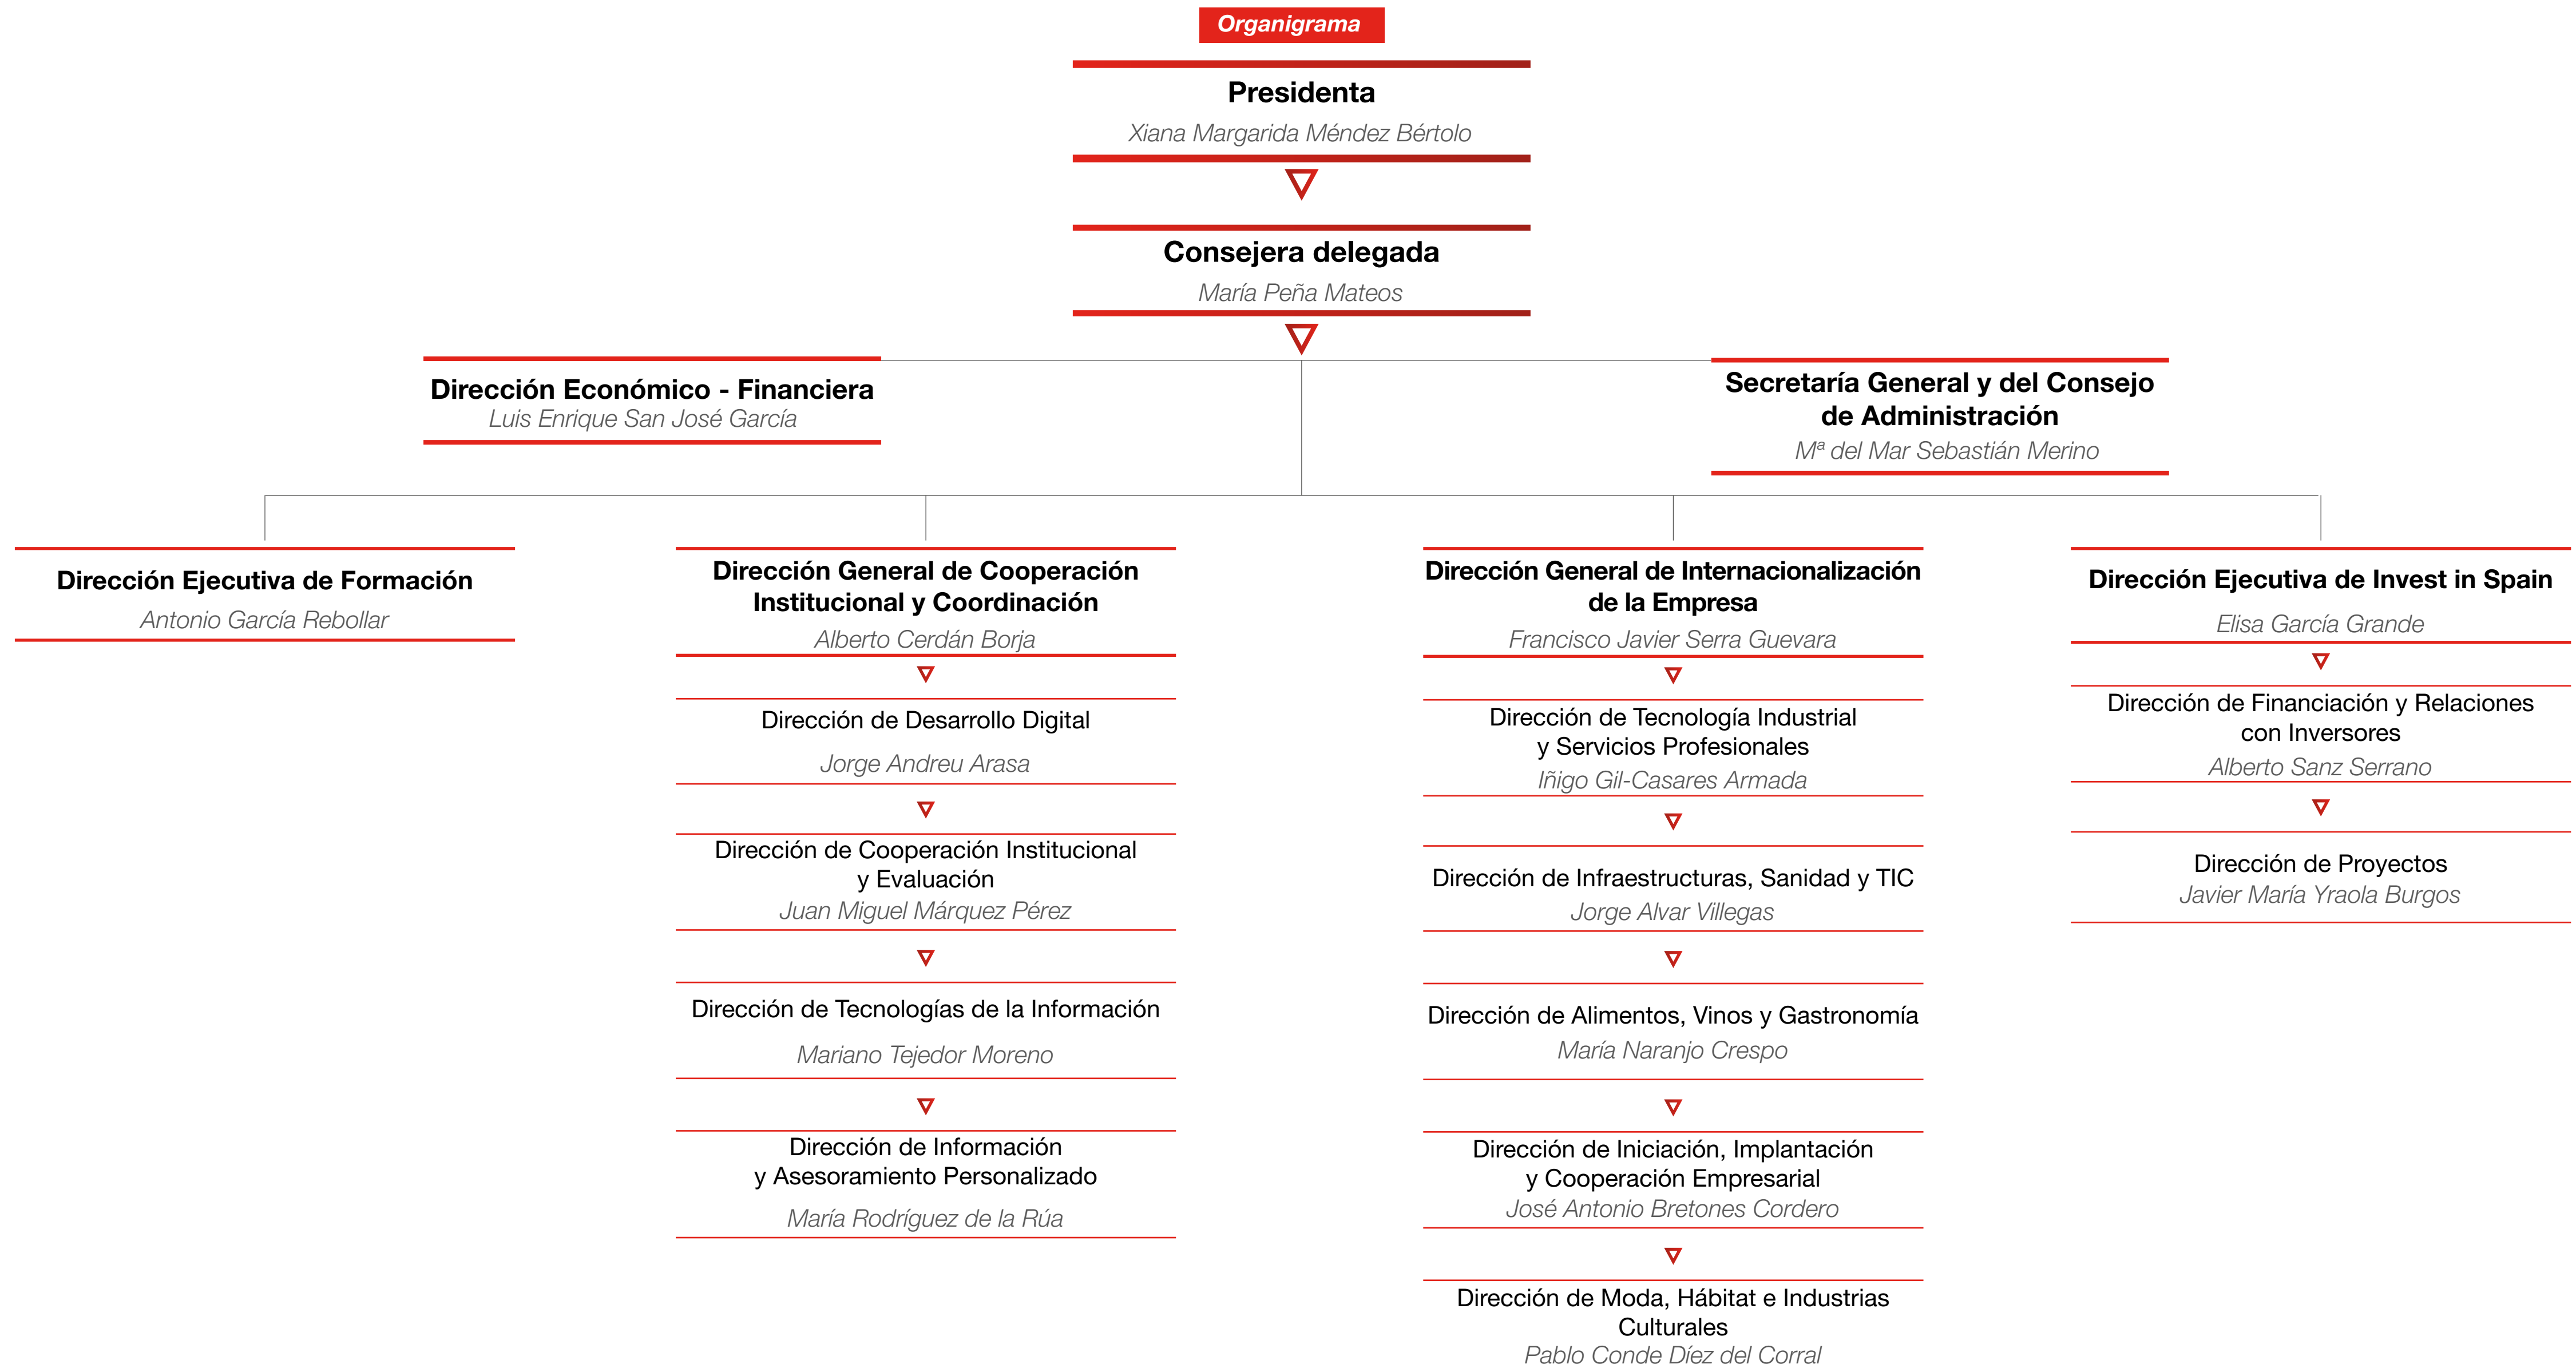 Organigrama
Presidenta
Xiana Margarida Méndez Bértolo
Consejera delegada
María Peña Mateos
Dirección Económico - Financiera
Luis Enrique San José García
Secretaría General y del Consejo
de Administración
Mª del Mar Sebastián Merino
Dirección Ejecutiva de Formación
Antonio García Rebollar
Dirección General de Cooperación
Institucional y Coordinación
Alberto Cerdán Borja
Dirección de Desarrollo Digital
Jorge Andreu Arasa
Dirección de Cooperación Institucional
y Evaluación
Juan Miguel Márquez Pérez
Dirección de Tecnologías de la Información
Mariano Tejedor Moreno
Dirección de Información
y Asesoramiento Personalizado
María Rodríguez de la Rúa
Dirección General de Internacionalización
de la Empresa
Francisco Javier Serra Guevara
Dirección de Tecnología Industrial
y Servicios Profesionales
Iñigo Gil-Casares Armada
Dirección de Infraestructuras, Sanidad y TIC
Jorge Alvar Villegas
Dirección de Alimentos, Vinos y Gastronomía
María Naranjo Crespo
Dirección de Iniciación, Implantación
y Cooperación Empresarial
José Antonio Bretones Cordero
Dirección de Moda, Hábitat e Industrias
Culturales
Pablo Conde Díez del Corral
Dirección Ejecutiva de Invest in Spain
Elisa García Grande
Dirección de Financiación y Relaciones
con Inversores
Alberto Sanz Serrano
Dirección de Proyectos
Javier María Yraola Burgos